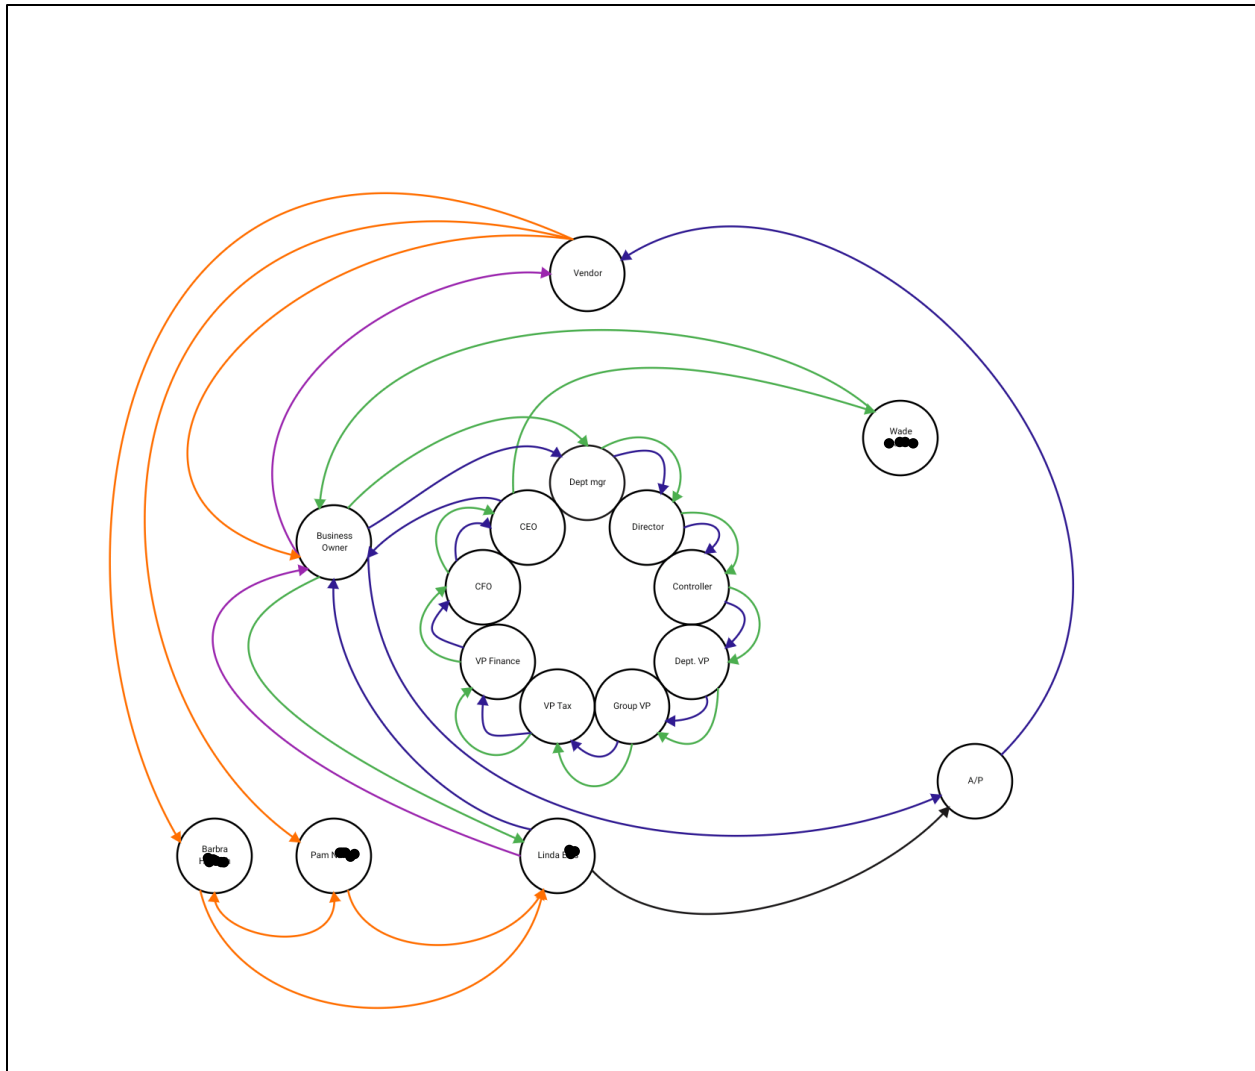 Vendor
Wade
Dept mgr
CEO
Director
Business
Owner
CFO
Controller
VP Finance
Dept. VP
VP Tax
Group VP
A/P
Barbra
Pam
Linda